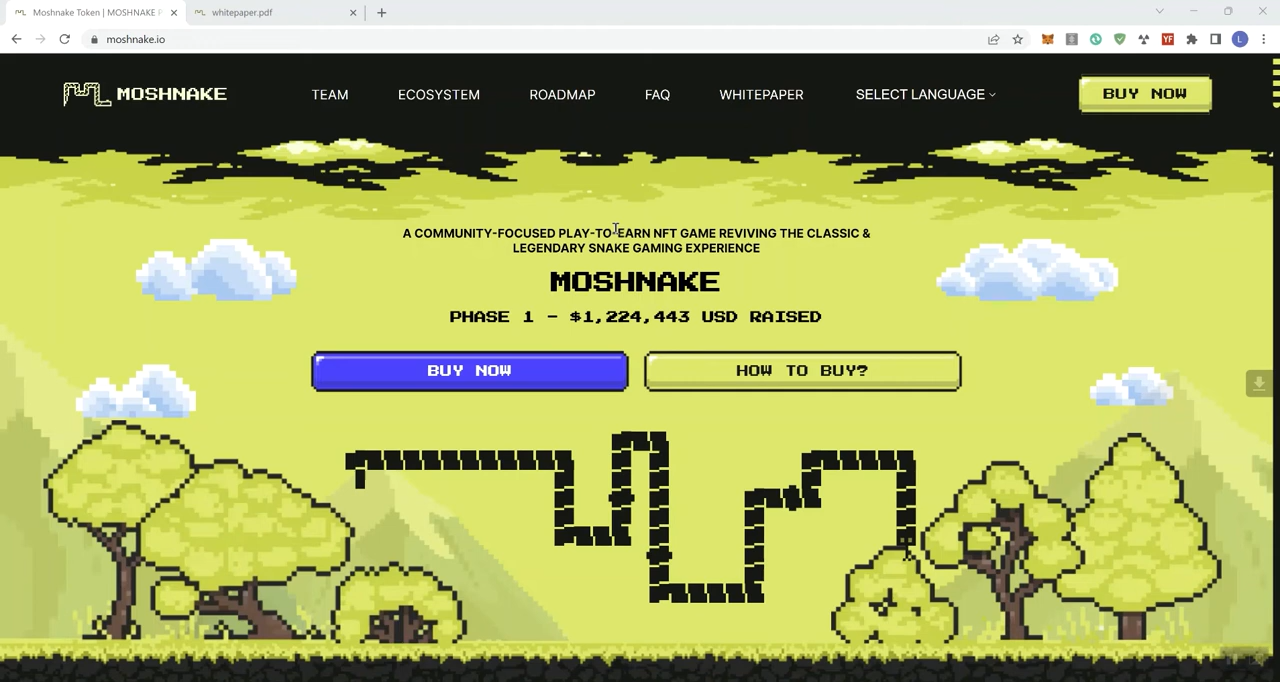 Moshnake Token | MOSHNAKE P
whitepaper.pdf
moshnake.io
YF
L
MOSHNAKE
TEAM
ECOSYSTEM
ROADMAP
FAQ
WHITEPAPER
SELECT LANGUAGE
BUY NOW
A COMMUNITY-FOCUSED PLAY-TO-EARN NFT GAME REVIVING THE CLASSIC &
LEGENDARY SNAKE GAMING EXPERIENCE
MOSHNAKE
PHASE 1 - $1,224,443 USD RAISED
BUY NOW
HOW TO BUY?